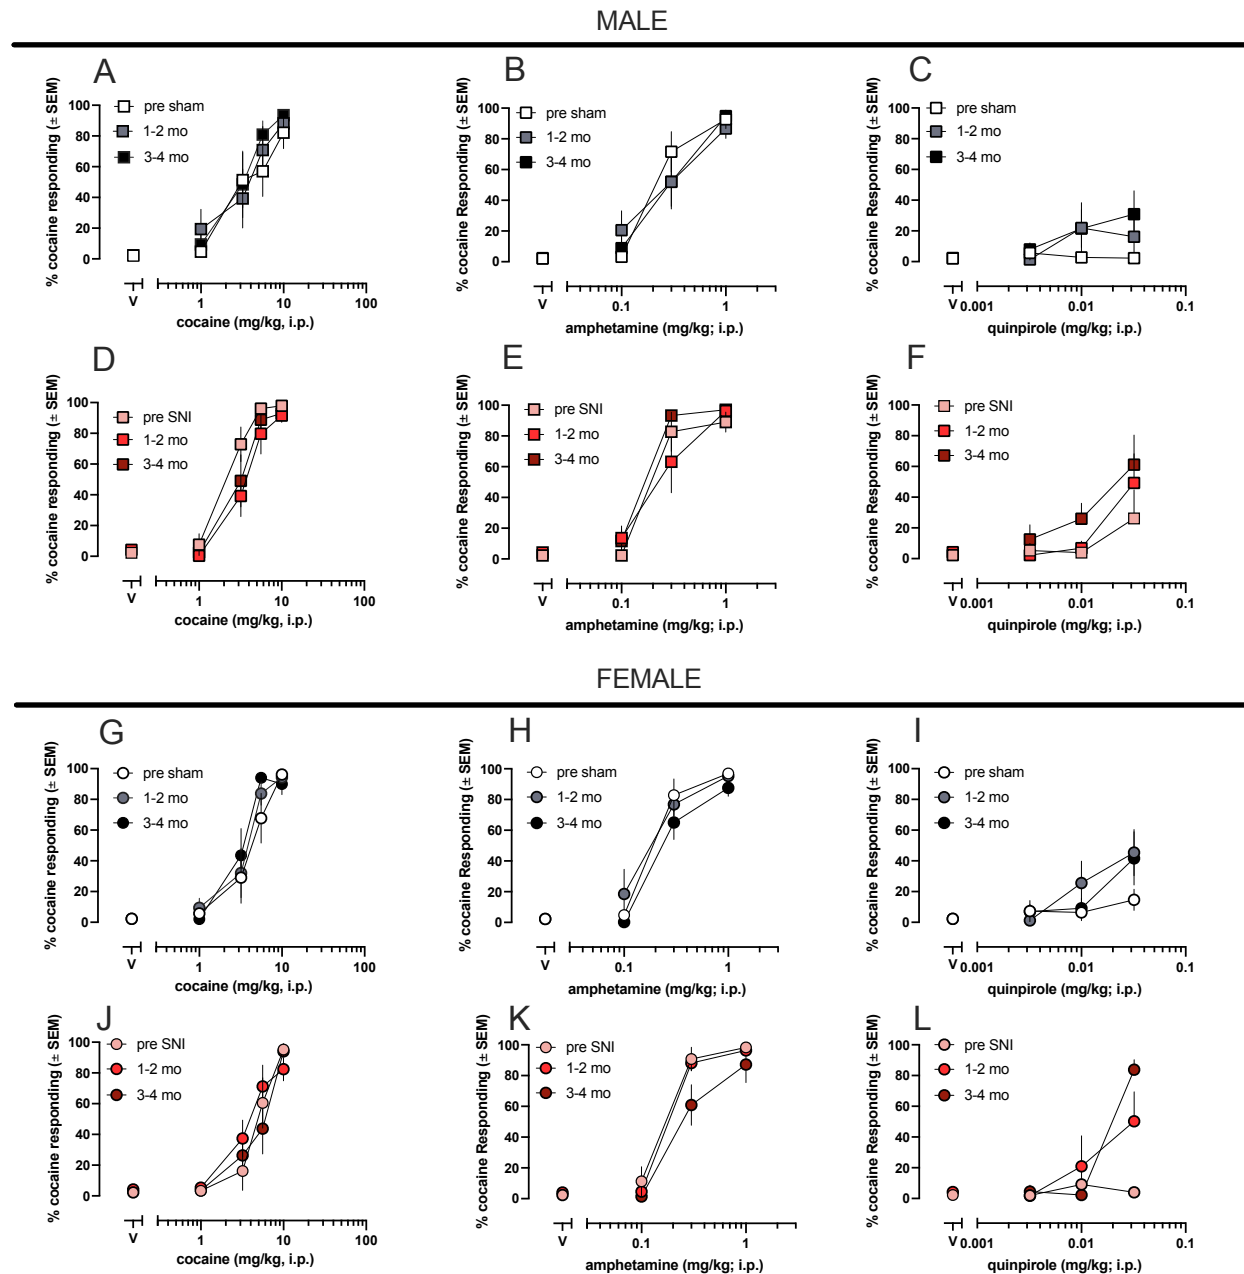 MALE
A
% cocaine responding (± SEM)
100
80
60
40
20
0
pre sham
1-2 mo
3-4 mo
V
1
10
100
cocaine (mg/kg, i.p.)
B
% cocaine Responding (± SEM)
100
80
60
40
20
0
pre sham
1-2 mo
3-4 mo
V
0.1
1
amphetamine (mg/kg; i.p.)
C
% cocaine Responding (± SEM)
100
80
60
40
20
0
pre sham
1-2 mo
3-4 mo
V
0.001
0.01
0.1
quinpirole (mg/kg; i.p.)
D
% cocaine responding (± SEM)
100
80
60
40
20
0
pre SNI
1-2 mo
3-4 mo
V
1
10
100
cocaine (mg/kg, i.p.)
E
% cocaine Responding (± SEM)
100
80
60
40
20
0
pre SNI
1-2 mo
3-4 mo
V
0.1
1
amphetamine (mg/kg; i.p.)
F
% cocaine Responding (± SEM)
100
80
60
40
20
0
pre SNI
1-2 mo
3-4 mo
V
0.001
0.01
0.1
quinpirole (mg/kg; i.p.)
FEMALE
G
% cocaine responding (± SEM)
100
80
60
40
20
0
pre sham
1-2 mo
3-4 mo
V
1
10
100
cocaine (mg/kg, i.p.)
H
% cocaine Responding (± SEM)
100
80
60
40
20
0
pre sham
1-2 mo
3-4 mo
V
0.1
1
amphetamine (mg/kg; i.p.)
I
% cocaine Responding (± SEM)
100
80
60
40
20
0
pre sham
1-2 mo
3-4 mo
V
0.001
0.01
0.1
quinpirole (mg/kg; i.p.)
J
% cocaine responding (± SEM)
100
80
60
40
20
0
pre SNI
1-2 mo
3-4 mo
V
1
10
100
cocaine (mg/kg, i.p.)
K
% cocaine Responding (± SEM)
100
80
60
40
20
0
pre SNI
1-2 mo
3-4 mo
V
0.1
1
amphetamine (mg/kg; i.p.)
L
% cocaine Responding (± SEM)
100
80
60
40
20
0
pre SNI
1-2 mo
3-4 mo
V
0.001
0.01
0.1
quinpirole (mg/kg; i.p.)